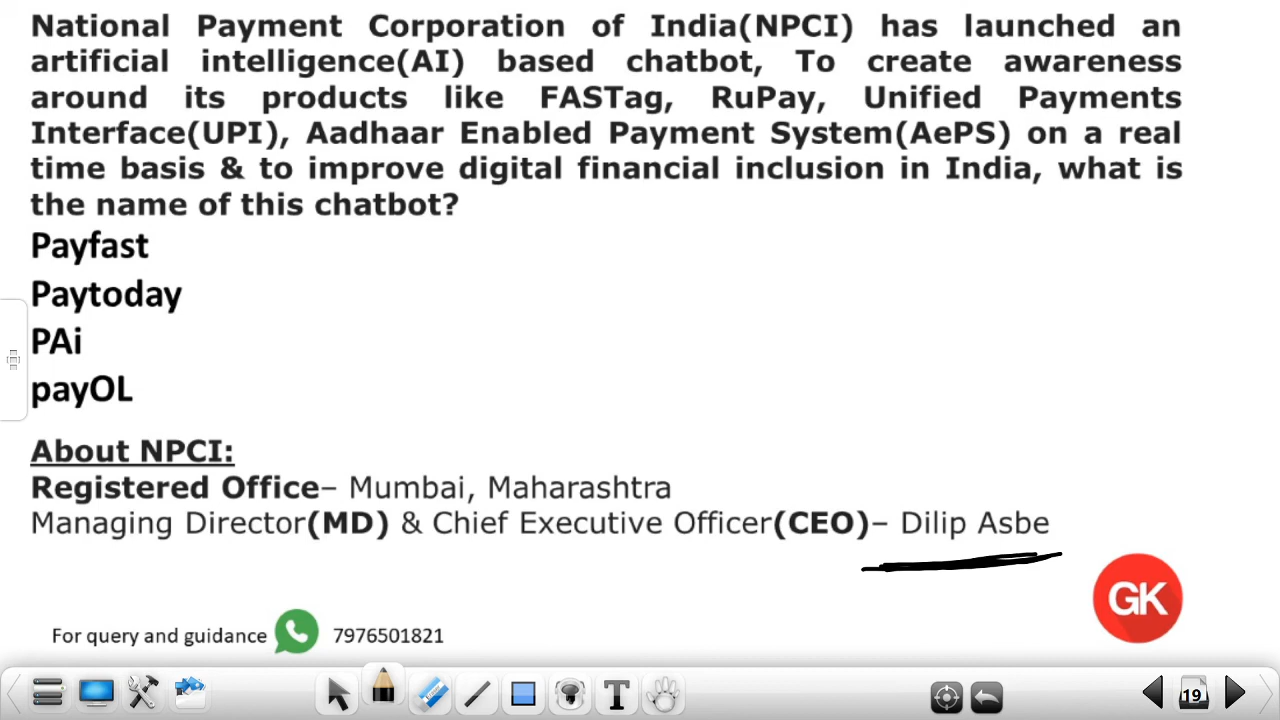 National Payment Corporation of India(NPCI) has launched an
artificial intelligence(AI) based chatbot, To create awareness
around its products like FASTag, RuPay, Unified Payments
Interface(UPI), Aadhaar Enabled Payment System(AePS) on a real
time basis & to improve digital financial inclusion in India, what is
the name of this chatbot?
Payfast
Paytoday
PAi
payOL
About NPCI:
Registered Office– Mumbai, Maharashtra
Managing Director(MD) & Chief Executive Officer(CEO)– Dilip Asbe
GK
For query and guidance 7976501821
T
19